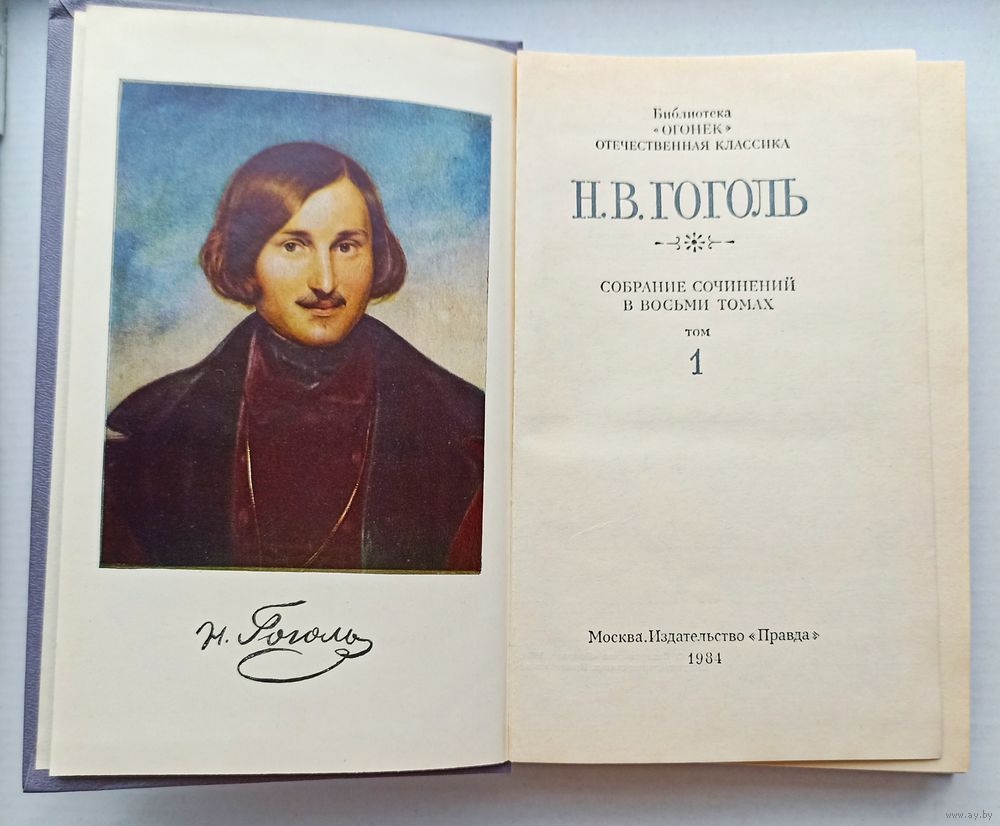 Н. Гоголь
Библиотека
«ОГОНЕК»
ОТЕЧЕСТВЕННАЯ КЛАССИКА
Н.В.ГОГОЛЬ
СОБРАНИЕ СОЧИНЕНИЙ
В ВОСЬМИ ТОМАХ
ТОМ
1
Москва. Издательство «Правда»
1984
www.ay.by